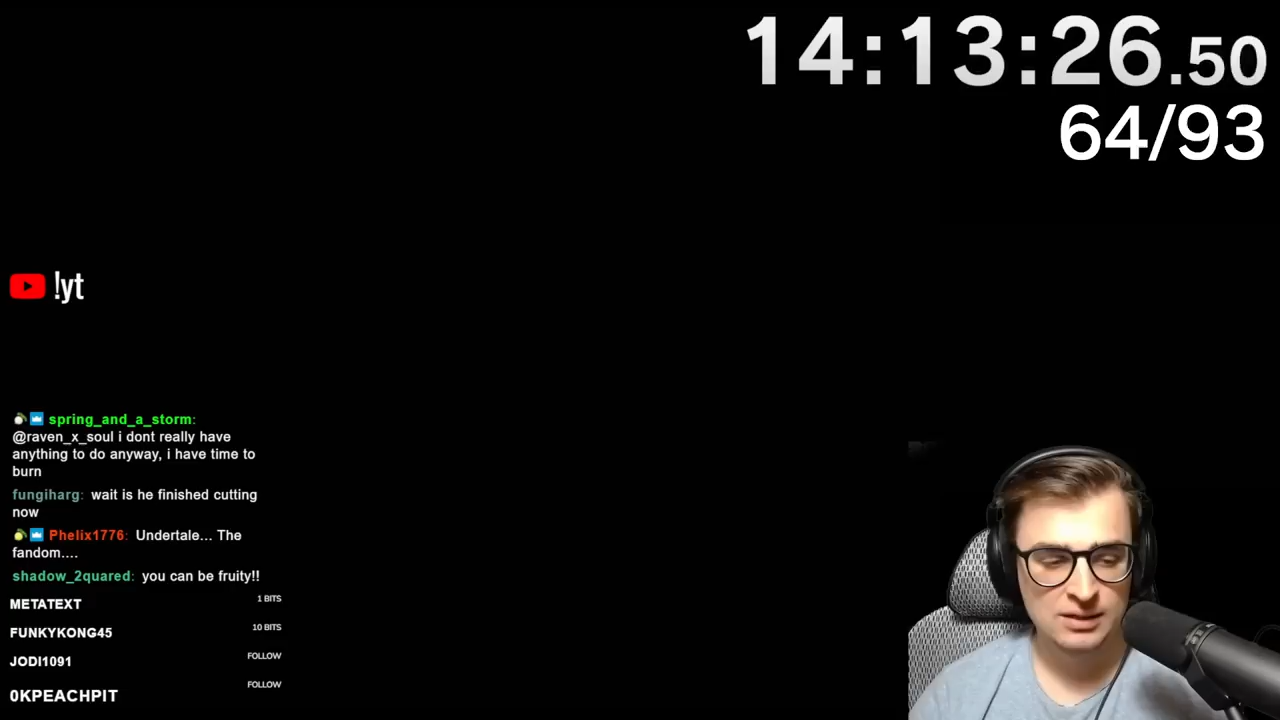 14:13:26.50
64/93
!yt
spring_and_a_storm:
@raven_x_soul i dont really have
anything to do anyway, i have time to
burn
fungiharg: wait is he finished cutting
now
Phelix1776: Undertale... The
fandom....
shadow_2quared: you can be fruity!!
METATEXT 1 BITS
FUNKYKONG45 10 BITS
JODI1091 FOLLOW
0KPEACHPIT FOLLOW